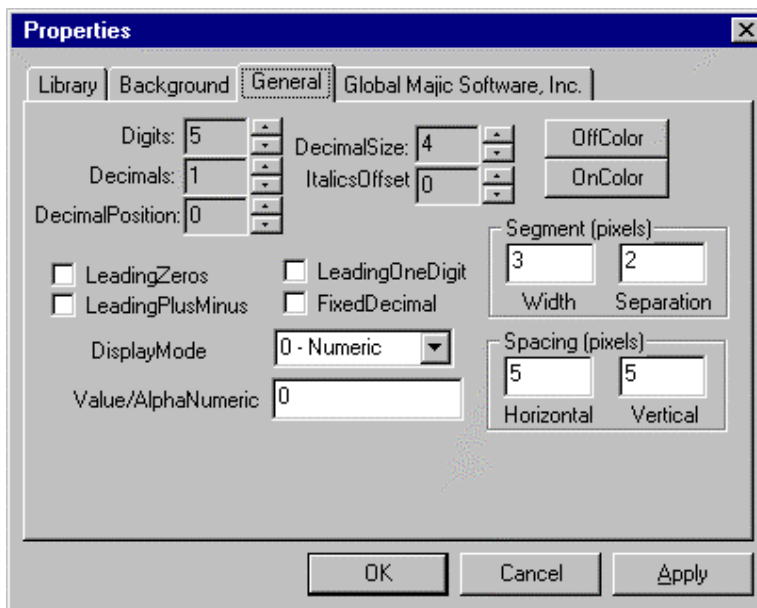 Properties
Library Background General Global Majic Software, Inc.
Digits: 5
DecimalSize: 4
OffColor
Decimals: 1
ItalicsOffset 0
OnColor
DecimalPosition: 0
Segment (pixels)
3 2
Width Separation
LeadingZeros
LeadingOneDigit
LeadingPlusMinus
FixedDecimal
DisplayMode 0 - Numeric
Value/AlphaNumeric 0
Spacing (pixels)
5 5
Horizontal Vertical
OK Cancel Apply